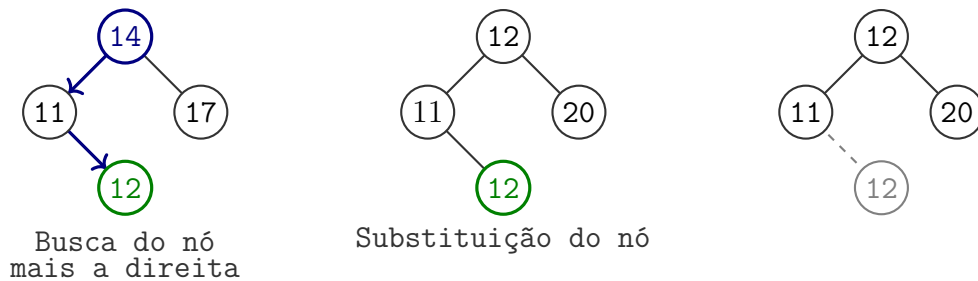 14 12 12
11 17 11 20 11 20
12 12 12
Busca do nó
mais a direita
Substituição do nó